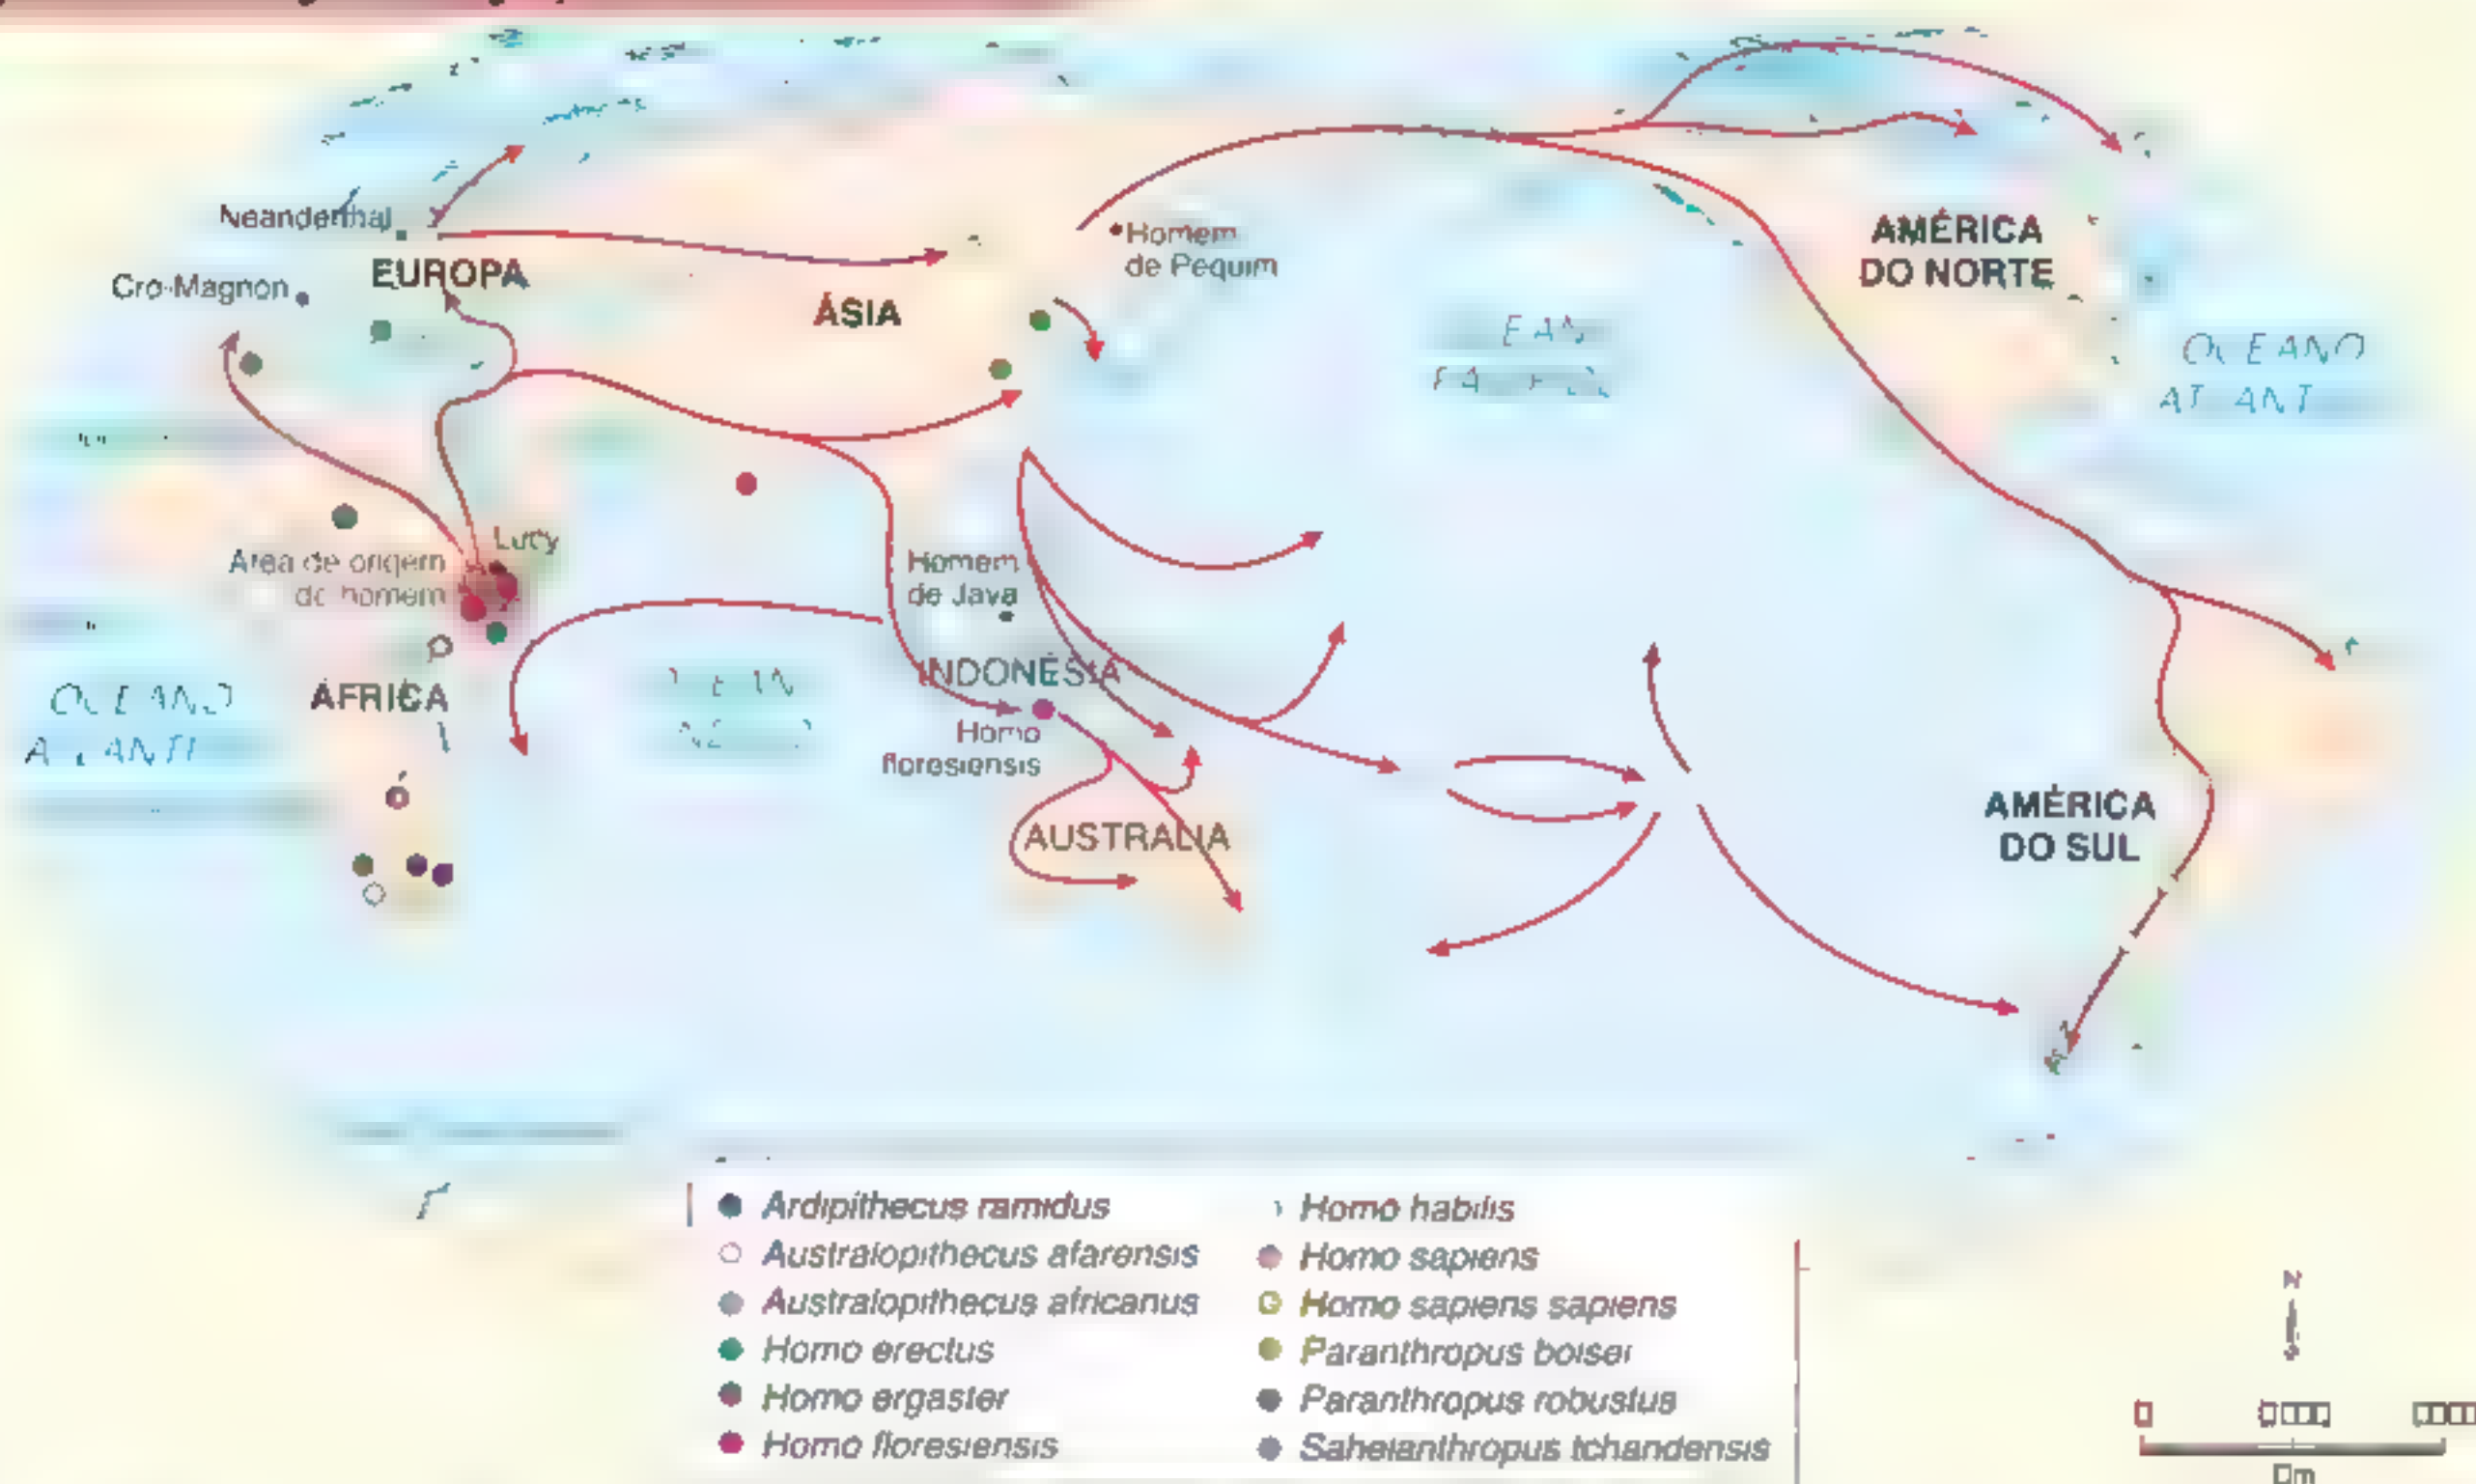 Neanderthal
Cro-Magnon
EUROPA
ÁSIA
Homem
de Pequim
AMÉRICA
DO NORTE
OCEANO
Lucy
Área de origem
do homem
Homem
de Java
INDONÉSIA
Homo
floresiensis
ÁFRICA
AUSTRALIA
AMÉRICA
DO SUL
Ardipithecus ramidus
Australopithecus afarensis
Australopithecus africanus
Homo erectus
Homo ergaster
Homo floresiensis
Homo habilis
Homo sapiens
Homo sapiens sapiens
Paranthropus boisei
Paranthropus robustus
Sahelanthropus tchandensis
N